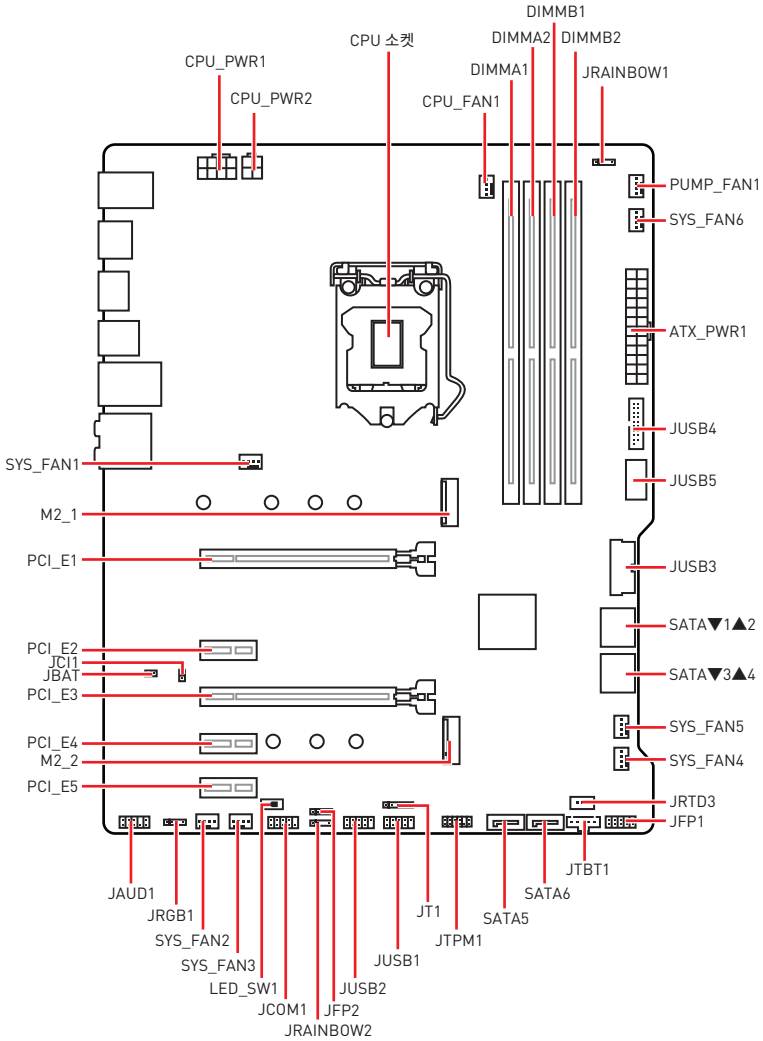 DIMMB1
CPU 소켓
DIMMA2
DIMMB2
CPU_PWR1
DIMMA1
JRAINBOW1
CPU_PWR2
CPU_FAN1
PUMP_FAN1
SYS_FAN6
ATX_PWR1
JUSB4
SYS_FAN1
JUSB5
M2_1
PCI_E1
JUSB3
SATA▼1▲2
PCI_E2
JCI1
JBAT
SATA▼3▲4
PCI_E3
SYS_FAN5
PCI_E4
M2_2
SYS_FAN4
PCI_E5
JRTD3
JFP1
JTBT1
JAUD1
JT1
SATA6
JRGB1
SATA5
SYS_FAN2
JTPM1
SYS_FAN3
JUSB1
LED_SW1
JUSB2
JCOM1
JFP2
JRAINBOW2